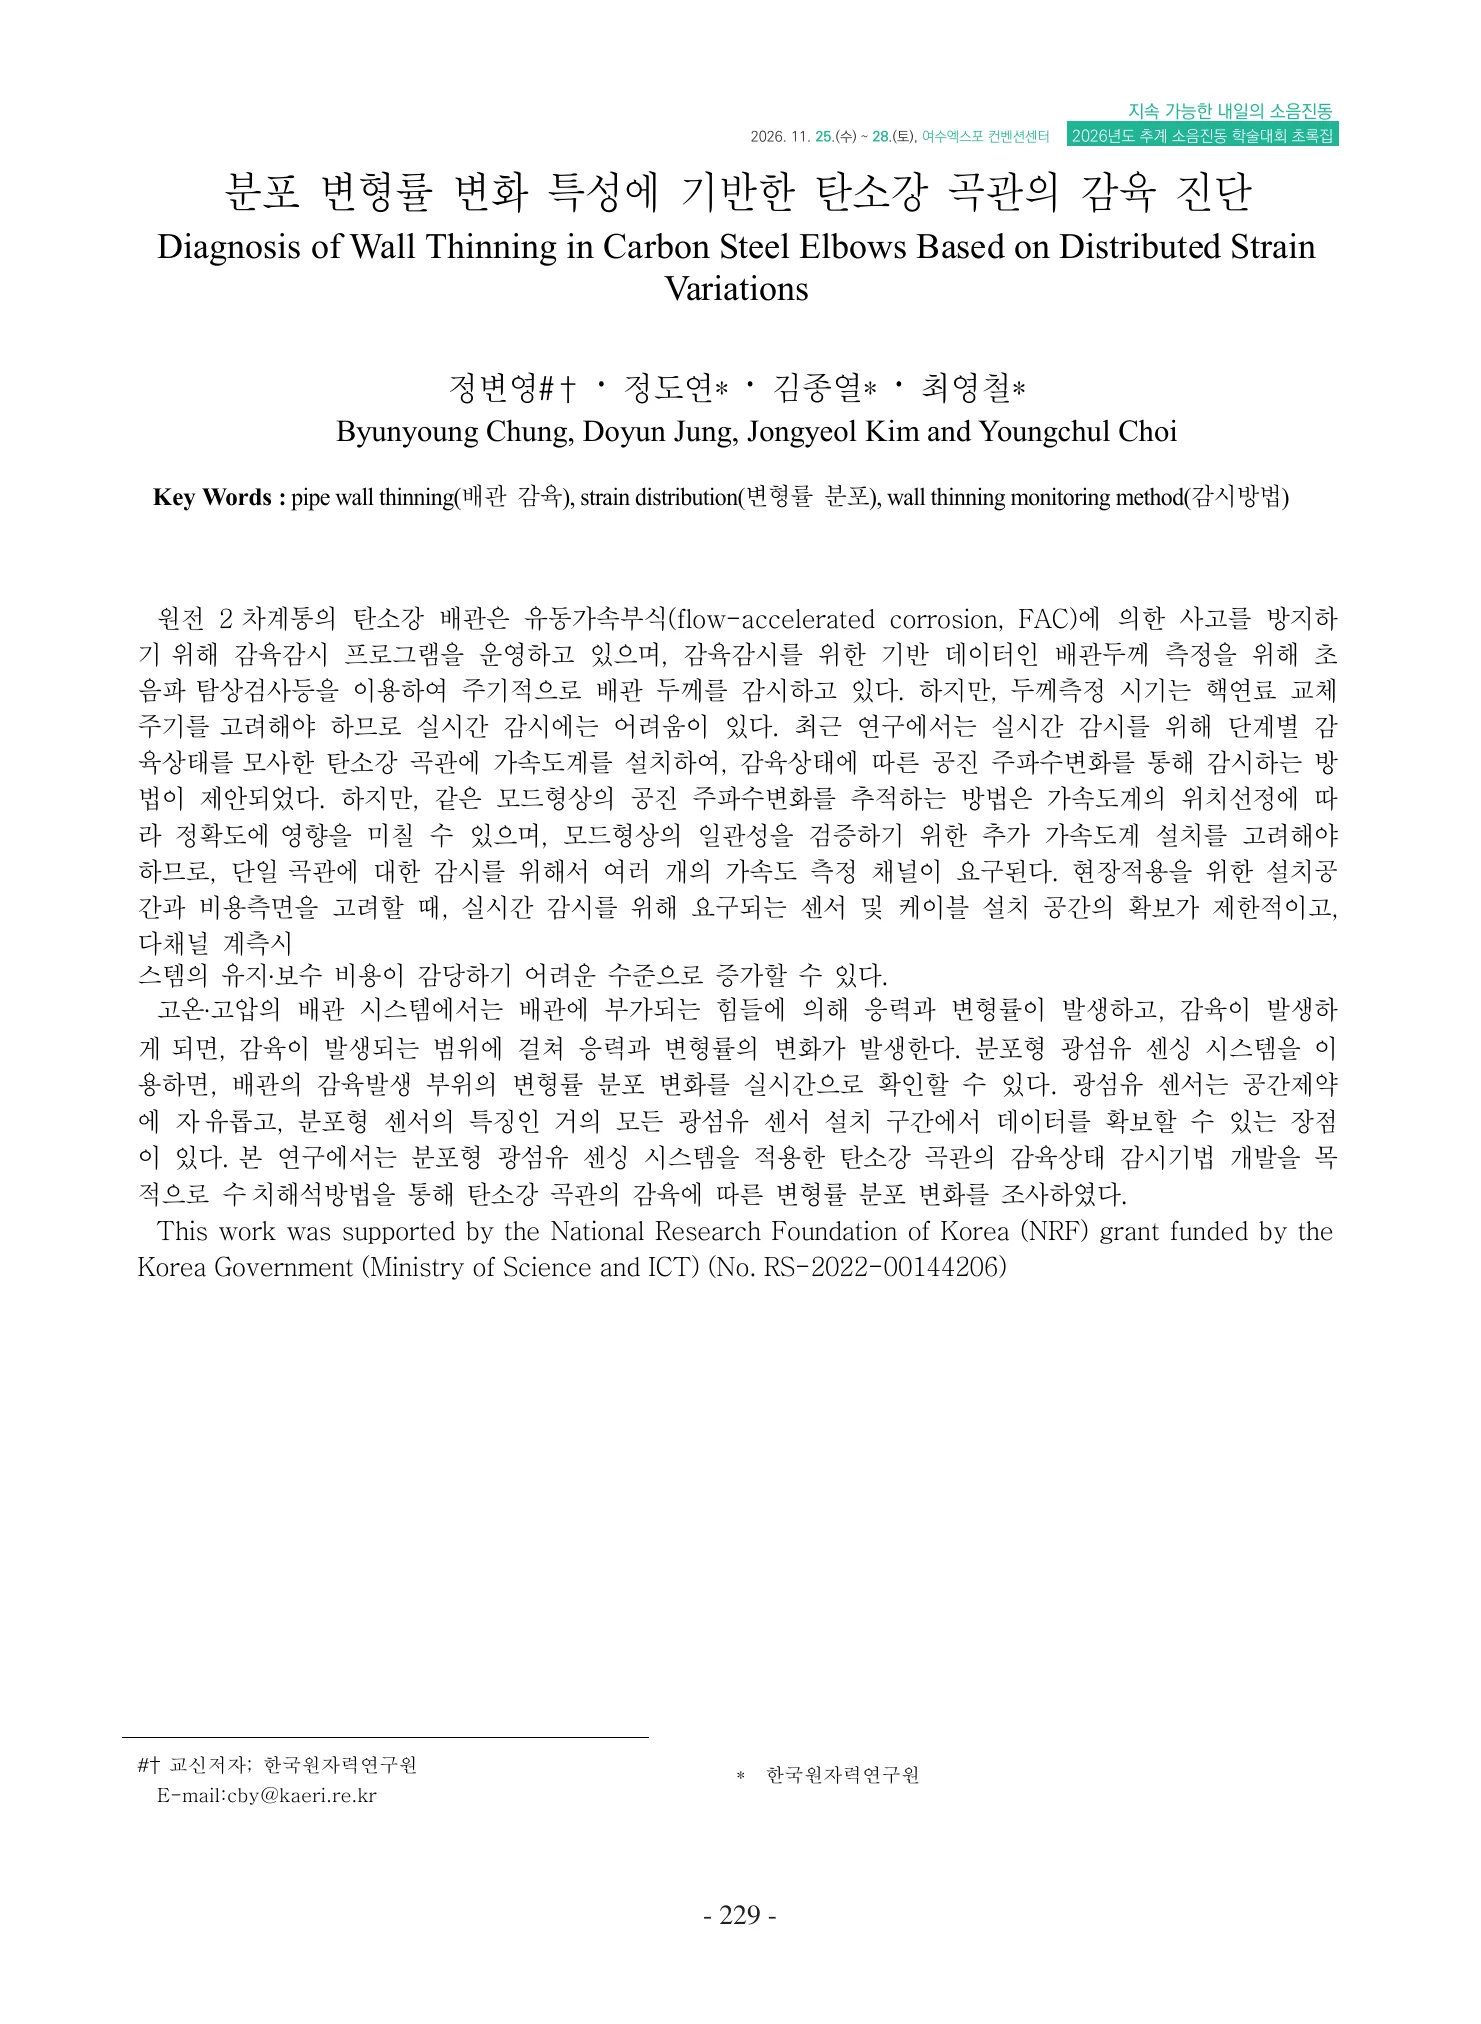 지속 가능한 내일의 소음진동
2026. 11. 25.(수) ~ 28.(토), 여수엑스포 컨벤션센터 2026년도 추계 소음진동 학술대회 초록집
분포 변형률 변화 특성에 기반한 탄소강 곡관의 감육 진단
Diagnosis of Wall Thinning in Carbon Steel Elbows Based on Distributed Strain
Variations
정변영#† · 정도연* · 김종열* · 최영철*
Byunyoung Chung, Doyun Jung, Jongyeol Kim and Youngchul Choi
Key Words : pipe wall thinning(배관 감육), strain distribution(변형률 분포), wall thinning monitoring method(감시방법)
원전 2 차계통의 탄소강 배관은 유동가속부식(flow-accelerated corrosion, FAC)에 의한 사고를 방지하
기 위해 감육감시 프로그램을 운영하고 있으며, 감육감시를 위한 기반 데이터인 배관두께 측정을 위해 초
음파 탐상검사등을 이용하여 주기적으로 배관 두께를 감시하고 있다. 하지만, 두께측정 시기는 핵연료 교체
주기를 고려해야 하므로 실시간 감시에는 어려움이 있다. 최근 연구에서는 실시간 감시를 위해 단계별 감
육상태를 모사한 탄소강 곡관에 가속도계를 설치하여, 감육상태에 따른 공진 주파수변화를 통해 감시하는 방
법이 제안되었다. 하지만, 같은 모드형상의 공진 주파수변화를 추적하는 방법은 가속도계의 위치선정에 따
라 정확도에 영향을 미칠 수 있으며, 모드형상의 일관성을 검증하기 위한 추가 가속도계 설치를 고려해야
하므로, 단일 곡관에 대한 감시를 위해서 여러 개의 가속도 측정 채널이 요구된다. 현장적용을 위한 설치공
간과 비용측면을 고려할 때, 실시간 감시를 위해 요구되는 센서 및 케이블 설치 공간의 확보가 제한적이고,
다채널 계측시
스템의 유지·보수 비용이 감당하기 어려운 수준으로 증가할 수 있다.
고온·고압의 배관 시스템에서는 배관에 부가되는 힘들에 의해 응력과 변형률이 발생하고, 감육이 발생하
게 되면, 감육이 발생되는 범위에 걸쳐 응력과 변형률의 변화가 발생한다. 분포형 광섬유 센싱 시스템을 이
용하면, 배관의 감육발생 부위의 변형률 분포 변화를 실시간으로 확인할 수 있다. 광섬유 센서는 공간제약
에 자유롭고, 분포형 센서의 특징인 거의 모든 광섬유 센서 설치 구간에서 데이터를 확보할 수 있는 장점
이 있다. 본 연구에서는 분포형 광섬유 센싱 시스템을 적용한 탄소강 곡관의 감육상태 감시기법 개발을 목
적으로 수치해석방법을 통해 탄소강 곡관의 감육에 따른 변형률 분포 변화를 조사하였다.
This work was supported by the National Research Foundation of Korea (NRF) grant funded by the
Korea Government (Ministry of Science and ICT) (No. RS-2022-00144206)
#† 교신저자; 한국원자력연구원
E-mail:cby@kaeri.re.kr
* 한국원자력연구원
- 229 -